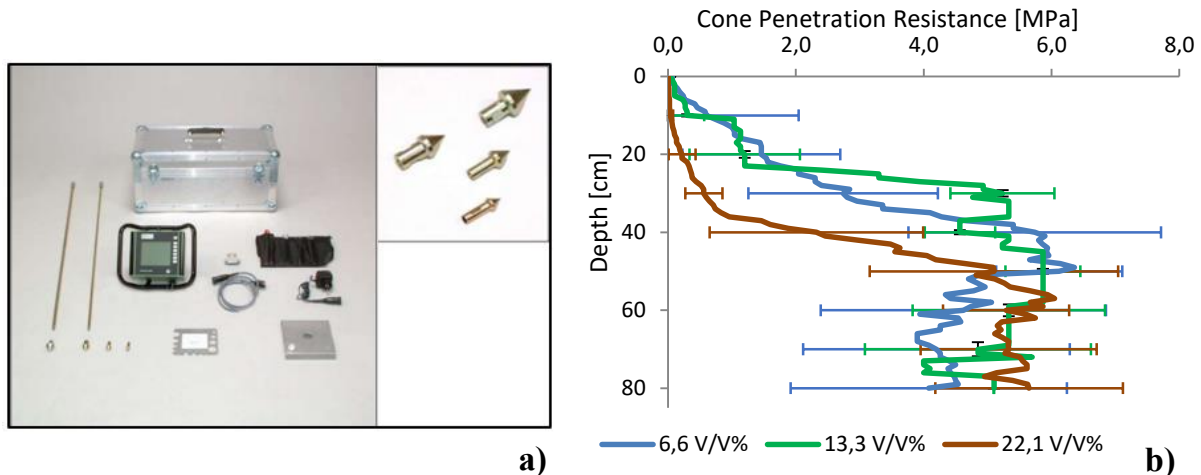 Cone Penetration Resistance [MPa]
0,0 2,0 4,0 6,0 8,0
0
20
40
60
80
Depth [cm]
6,6 V/V% 13,3 V/V% 22,1 V/V%
a) b)